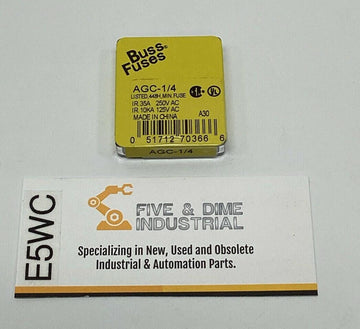 Buss®
Fuses
AGC-1/4
LISTED,448H,MIN.FUSE
IR.35A 250V AC
IR.10KA 125V AC
MADE IN CHINA A30
0 51712 70366 6
AGC-1/4
E5WC
FIVE & DIME
INDUSTRIAL
Specializing in New, Used and Obsolete
Industrial & Automation Parts.